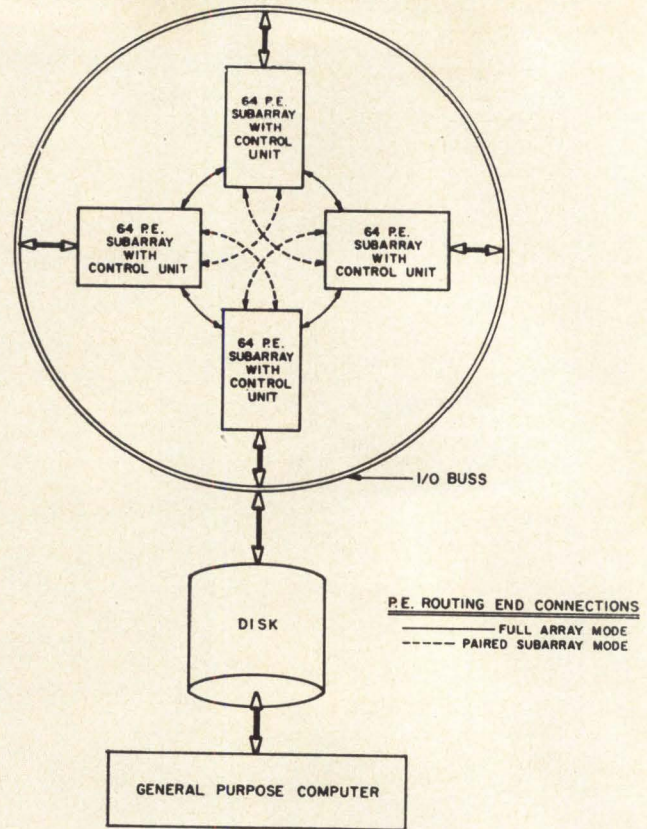 64 P.E.
SUBARRAY
WITH
CONTROL
UNIT
64 P.E.
SUBARRAY
WITH
CONTROL UNIT
64 P.E.
SUBARRAY
WITH
CONTROL UNIT
64 P.E.
SUBARRAY
WITH
CONTROL
UNIT
I/O BUSS
DISK
P.E. ROUTING END CONNECTIONS
FULL ARRAY MODE
PAIRED SUBARRAY MODE
GENERAL PURPOSE COMPUTER